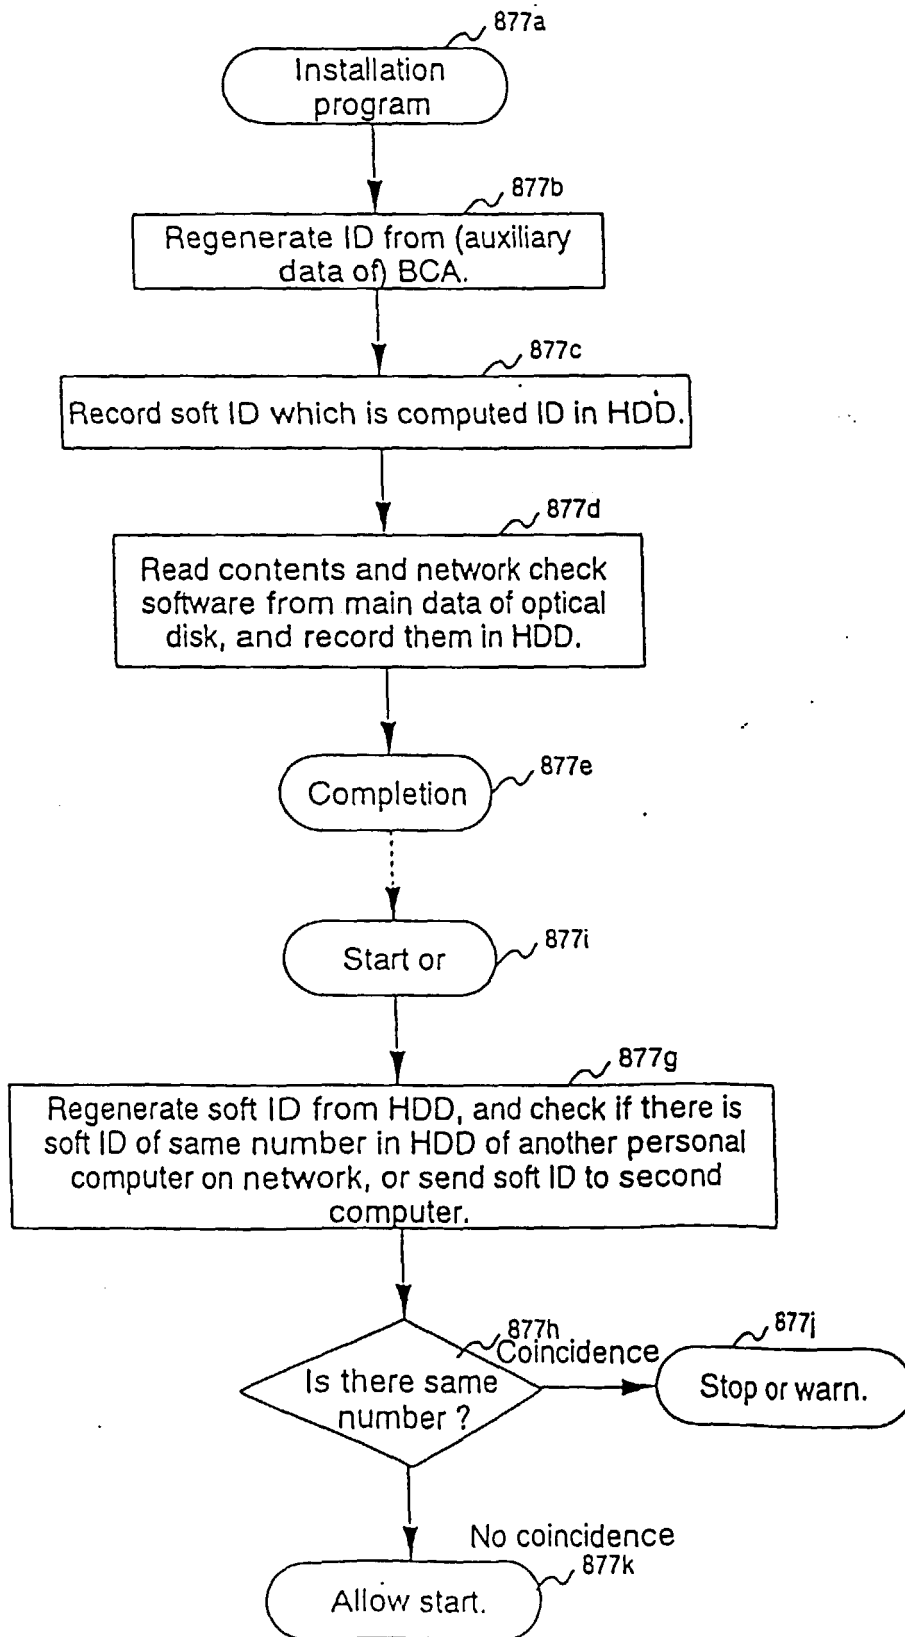 877a
Installation
program
877b
Regenerate ID from (auxiliary
data of) BCA.
877c
Record soft ID which is computed ID in HDD.
877d
Read contents and network check
software from main data of optical
disk, and record them in HDD.
877e
Completion
877i
Start or
877g
Regenerate soft ID from HDD, and check if there is
soft ID of same number in HDD of another personal
computer on network, or send soft ID to second
computer.
877h
Coincidence
877j
Is there same
number ?
Stop or warn.
No coincidence
877k
Allow start.